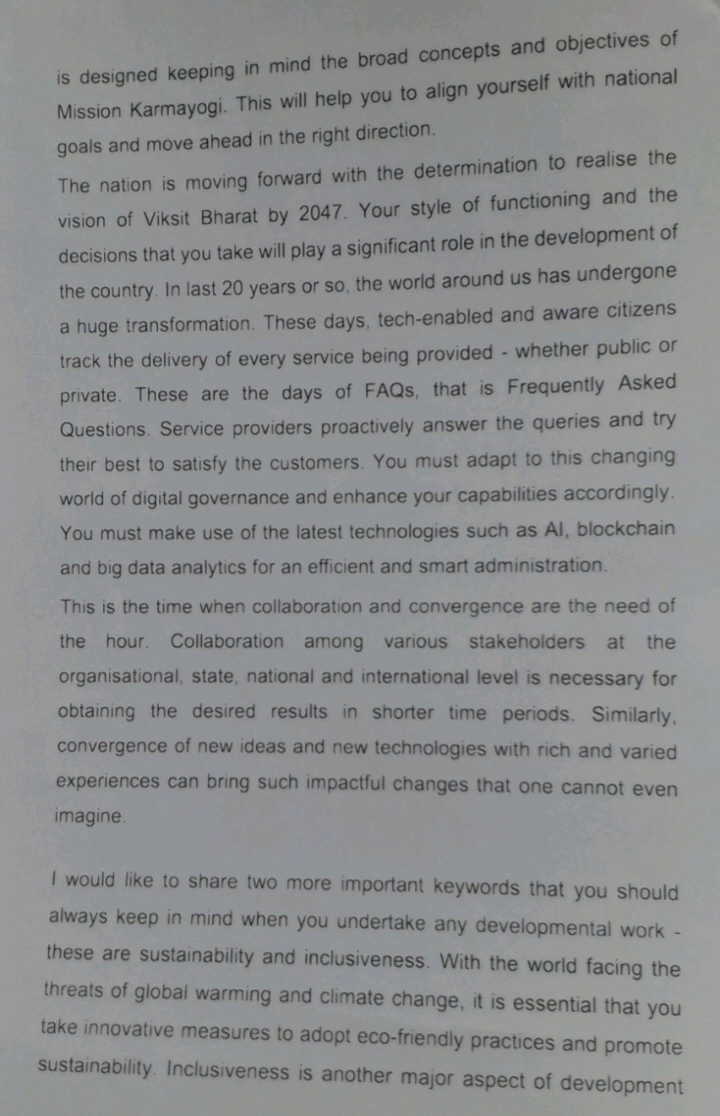 is designed keeping in mind the broad concepts and objectives of
Mission Karmayogi. This will help you to align yourself with national
goals and move ahead in the right direction.
The nation is moving forward with the determination to realise the
vision of Viksit Bharat by 2047. Your style of functioning and the
decisions that you take will play a significant role in the development of
the country. In last 20 years or so, the world around us has undergone
a huge transformation. These days, tech-enabled and aware citizens
track the delivery of every service being provided - whether public or
private. These are the days of FAQs, that is Frequently Asked
Questions. Service providers proactively answer the queries and try
their best to satisfy the customers. You must adapt to this changing
world of digital governance and enhance your capabilities accordingly.
You must make use of the latest technologies such as AI, blockchain
and big data analytics for an efficient and smart administration.
This is the time when collaboration and convergence are the need of
the hour. Collaboration among various stakeholders at the
organisational, state, national and international level is necessary for
obtaining the desired results in shorter time periods. Similarly,
convergence of new ideas and new technologies with rich and varied
experiences can bring such impactful changes that one cannot even
imagine.
I would like to share two more important keywords that you should
always keep in mind when you undertake any developmental work -
these are sustainability and inclusiveness. With the world facing the
threats of global warming and climate change, it is essential that you
take innovative measures to adopt eco-friendly practices and promote
sustainability. Inclusiveness is another major aspect of development